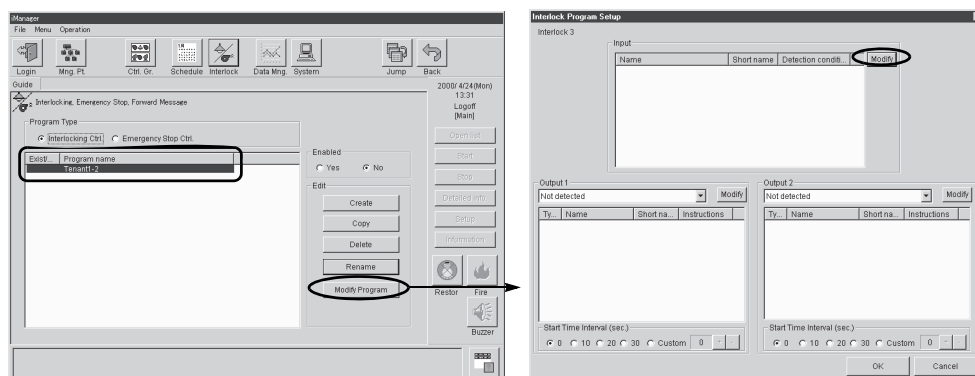 iManager
File Menu Operation
Login Mng. Pt. Ctrl. Gr. Schedule Interlock Data Mng. System Jump Back
Guide
2000/ 4/24(Mon)
13:31
Logoff
[Main]
Interlocking, Emergency Stop, Forward Message
Program Type
Interlocking Ctrl. Emergency Stop Ctrl.
Exist/... Program name
Tenant1-2
Enabled
Yes No
Edit
Create
Copy
Delete
Rename
Modify Program
Open list
Start
Stop
Detailed Info.
Setup
Information
Restor Fire
Buzzer
Interlock Program Setup
Interlock 3
Input
Name Short name Detection conditi... Modify
Output 1
Not detected Modify
Ty... Name Short na... Instructions
Start Time Interval (sec.)
0 10 20 30 Custom 0 + -
Output 2
Not detected Modify
Ty... Name Short na... Instructions
Start Time Interval (sec.)
0 10 20 30 Custom 0 + -
OK Cancel